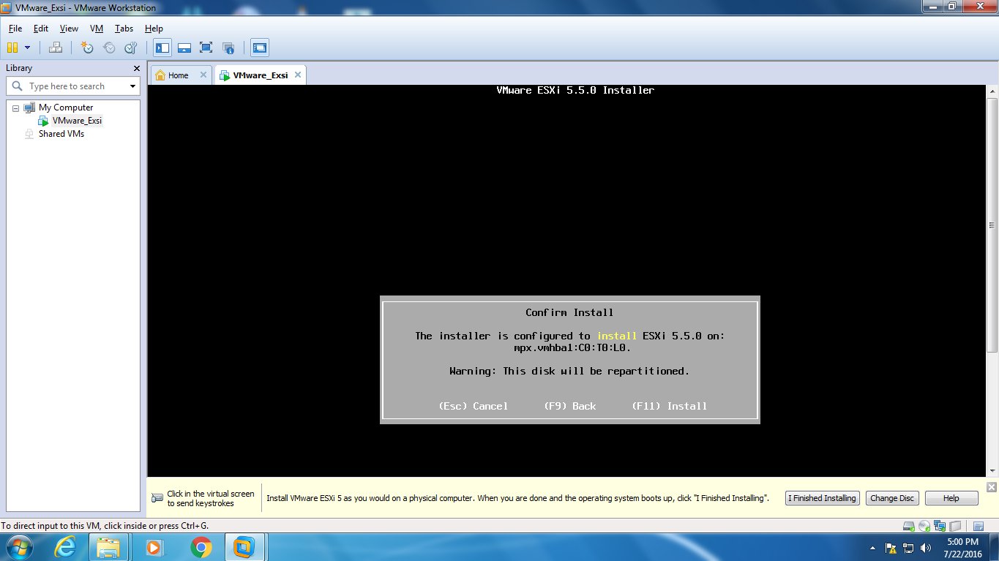 VMware_Exsi - VMware Workstation
File Edit View VM Tabs Help
Library
Type here to search
My Computer
VMware_Exsi
Shared VMs
Home
VMware_Exsi
VMware ESXi 5.5.0 Installer
Confirm Install
The installer is configured to install ESXi 5.5.0 on:
mpx.vmhba1:C0:T0:L0.
Warning: This disk will be repartitioned.
(Esc) Cancel (F9) Back (F11) Install
Click in the virtual screen
to send keystrokes
Install VMware ESXi 5 as you would on a physical computer. When you are done and the operating system boots up, click "I Finished Installing".
I Finished Installing
Change Disc
Help
To direct input to this VM, click inside or press Ctrl+G.
5:00 PM
7/22/2016